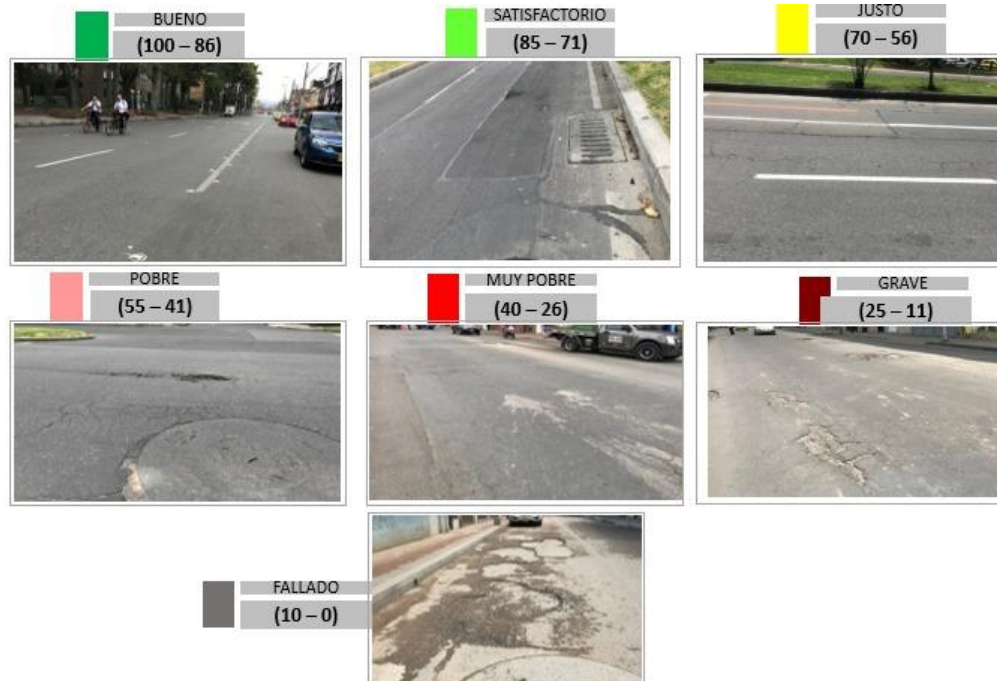 BUENO
(100 – 86)
SATISFACTORIO
(85 – 71)
JUSTO
(70 – 56)
POBRE
(55 – 41)
MUY POBRE
(40 – 26)
GRAVE
(25 – 11)
FALLADO
(10 – 0)